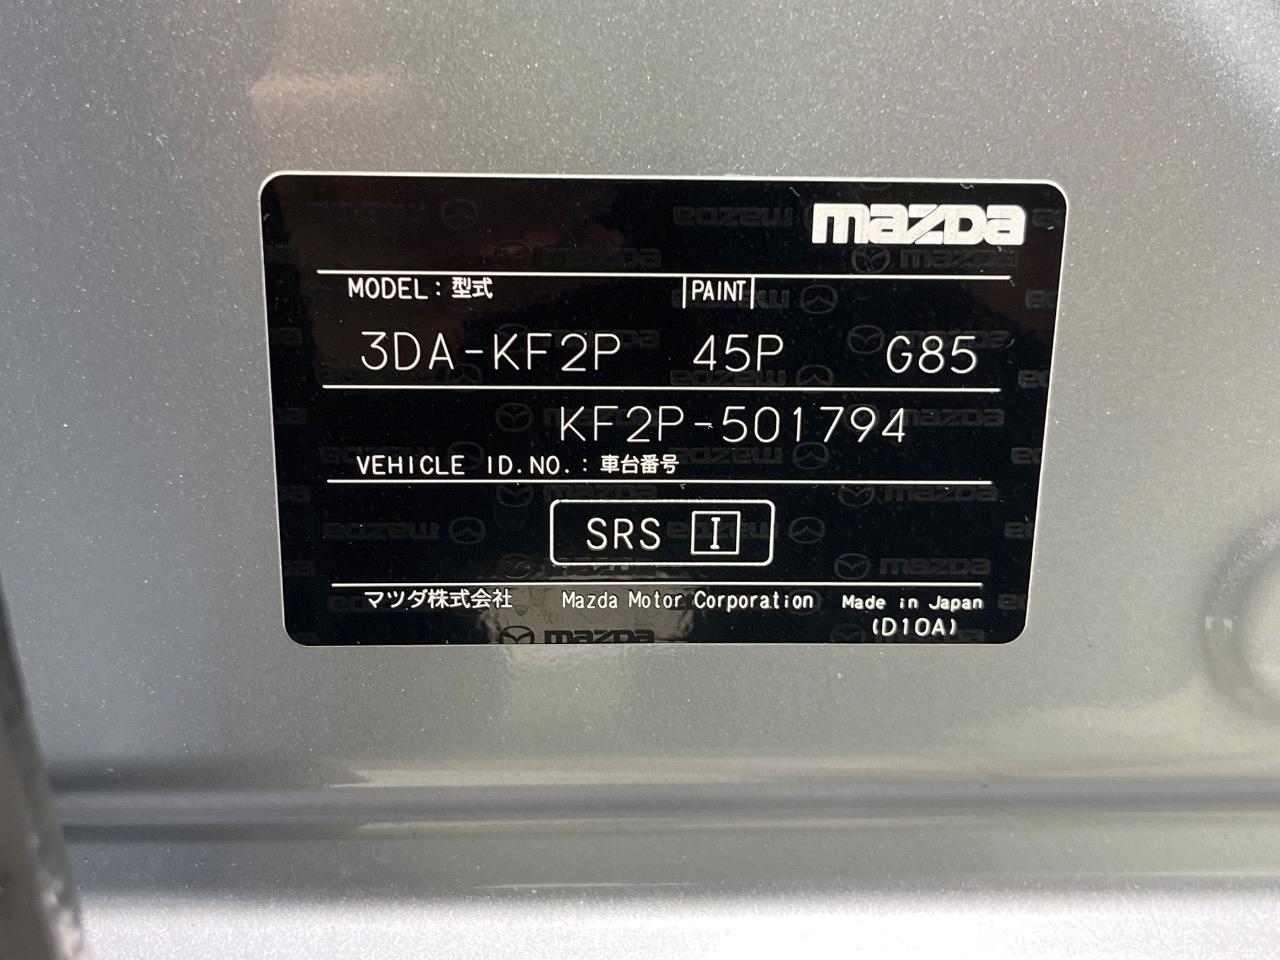 mazda
MODEL: 型式 PAINT
3DA-KF2P 45P G85
KF2P-501794
VEHICLE ID.NO.: 車台番号
SRS I
マツダ株式会社 Mazda Motor Corporation Made in Japan
(D10A)